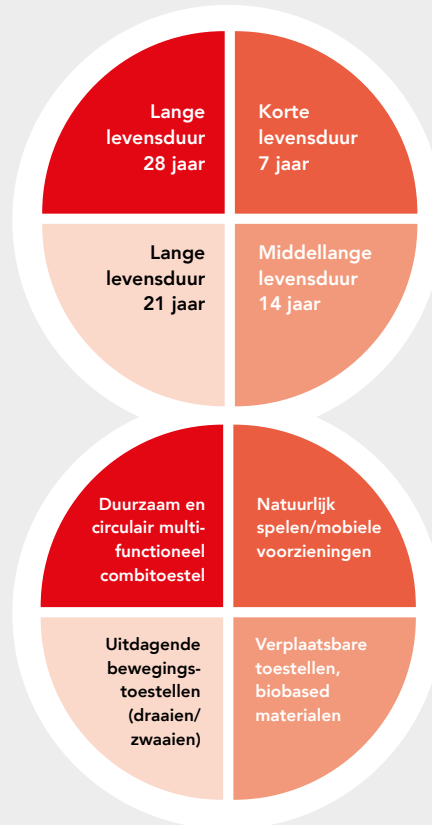 Lange
levensduur
28 jaar
Korte
levensduur
7 jaar
Lange
levensduur
21 jaar
Middellange
levensduur
14 jaar
Duurzaam en
circulair multi-
functioneel
combitoestel
Natuurlijk
spelen/mobiele
voorzieningen
Uitdagende
bewegings-
toestellen
(draaien/
zwaaien)
Verplaatsbare
toestellen,
biobased
materialen